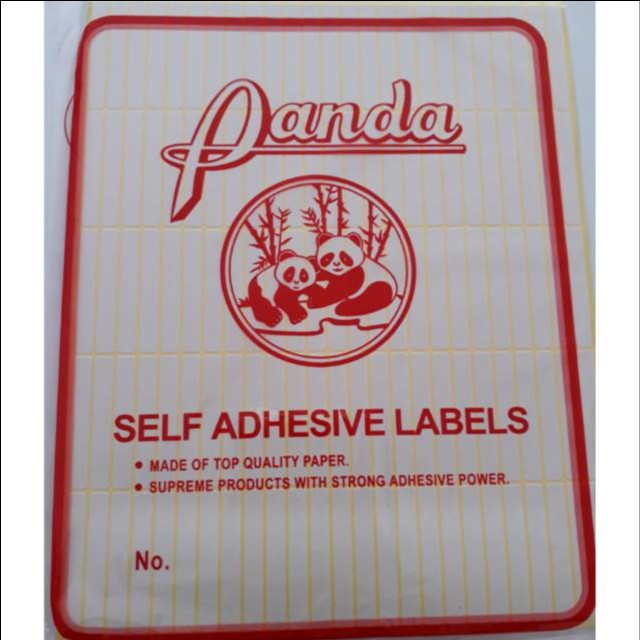 Panda
SELF ADHESIVE LABELS
• MADE OF TOP QUALITY PAPER.
• SUPREME PRODUCTS WITH STRONG ADHESIVE POWER.
No.